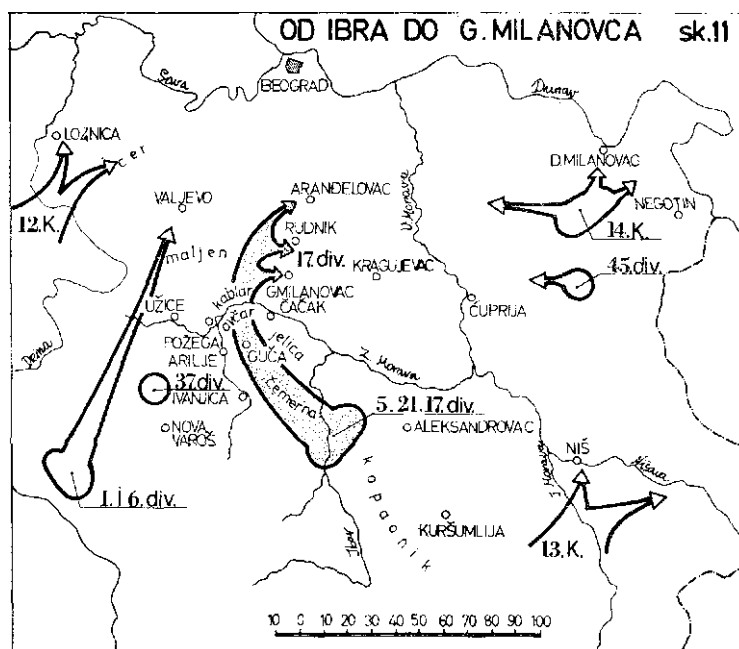 OD IBRA DO G. MILANOVCA sk.11
Sava
BEOGRAD
Dunav
LOZNICA
cer
D.MILANOVAC
12.K.
VALJEVO
ARANĐELOVAC
NEGOTIN
maljen
RUDNIK
V. Morava
14.K.
17.div.
KRAGUJEVAC
45.div.
G.MILANOVAC
kablar
UŽICE
ČAČAK
ĆUPRIJA
ovčar
POŽEGA
jelica
Z. Morava
ARILJE
GUČA
Drina
37.div.
čemerna
IVANJICA
5. 21. 17. div.
NOVA
VAROŠ
ALEKSANDROVAC
NIŠ
Nišava
kopaonik
J. Morava
1. i 6. div.
KURŠUMLIJA
Ibar
13.K.
10 0 10 20 30 40 50 60 70 80 90 100